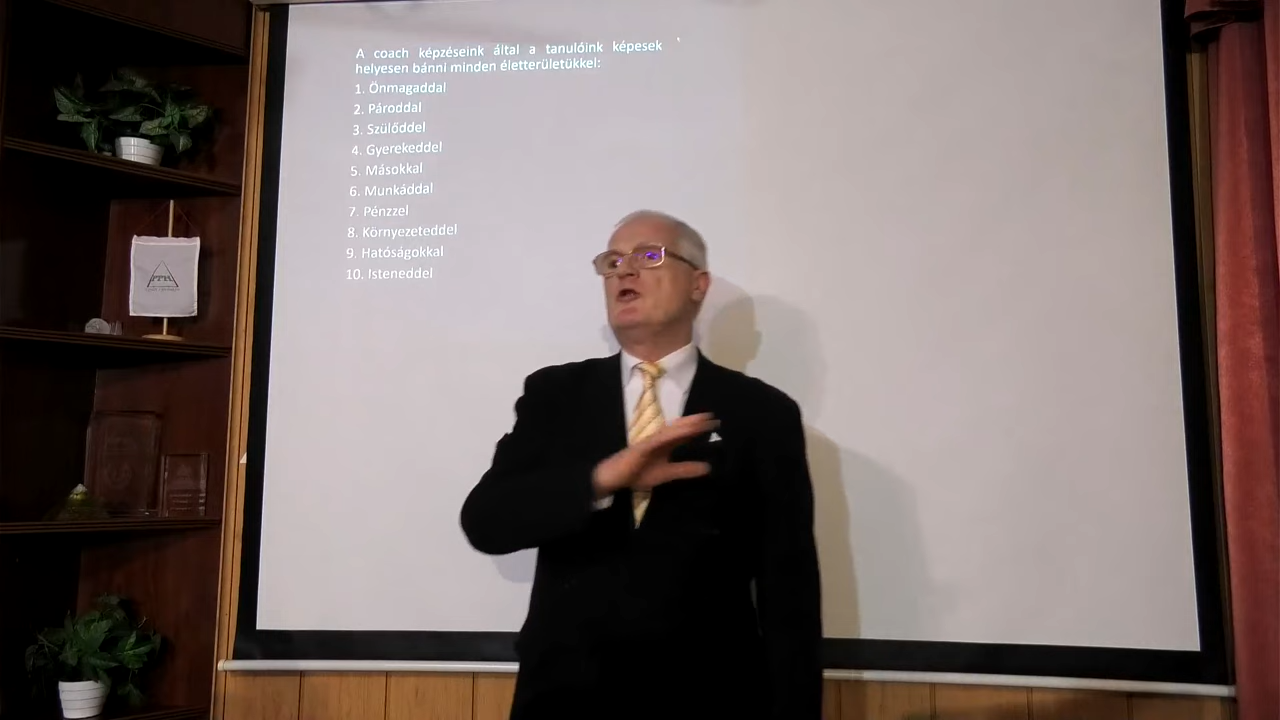 A coach képzéseink által a tanulóink képesek
helyesen bánni minden életterületükkel:
1. Önmagaddal
2. Pároddal
3. Szülőddel
4. Gyerekeddel
5. Másokkal
6. Munkáddal
7. Pénzzel
8. Környezeteddel
9. Hatóságokkal
10. Isteneddel